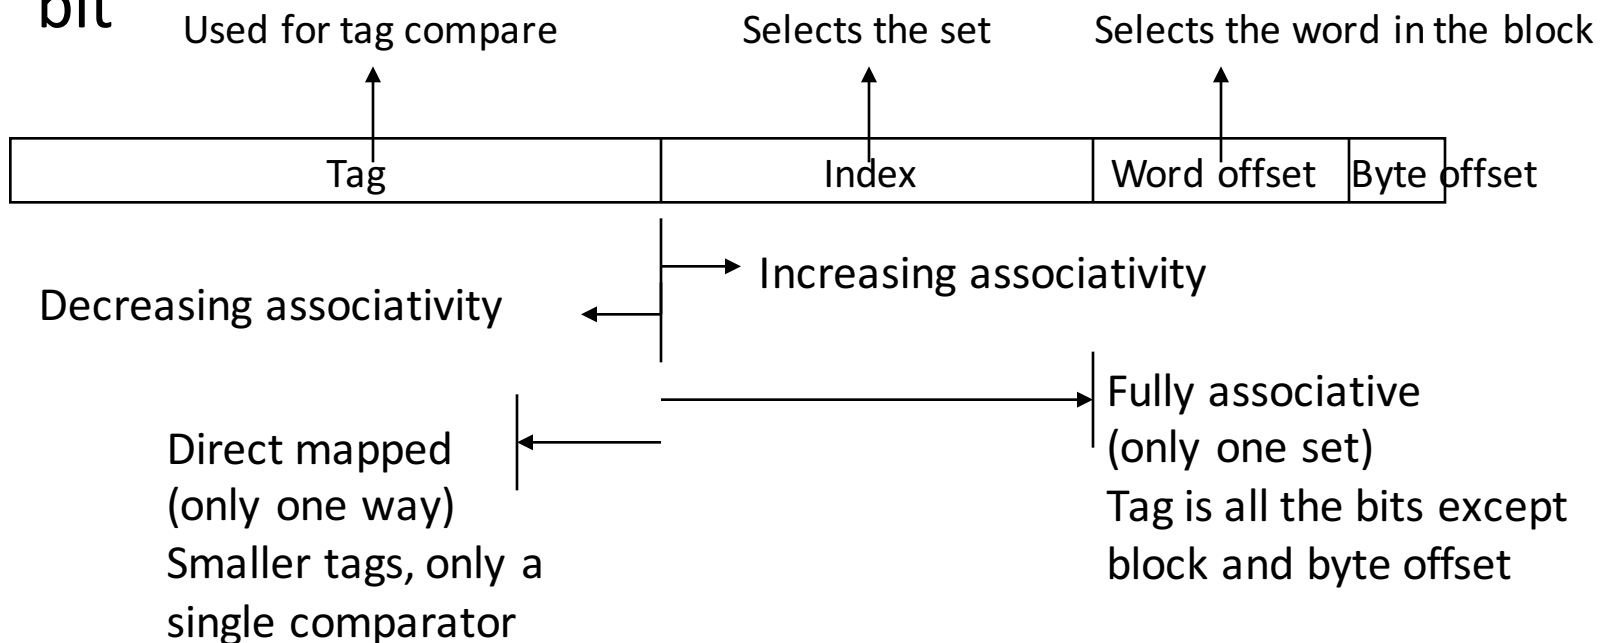 bit
Used for tag compare
Selects the set
Selects the word in the block
Tag
Index
Word offset
Byte offset
Increasing associativity
Decreasing associativity
Fully associative
(only one set)
Tag is all the bits except
block and byte offset
Direct mapped
(only one way)
Smaller tags, only a
single comparator